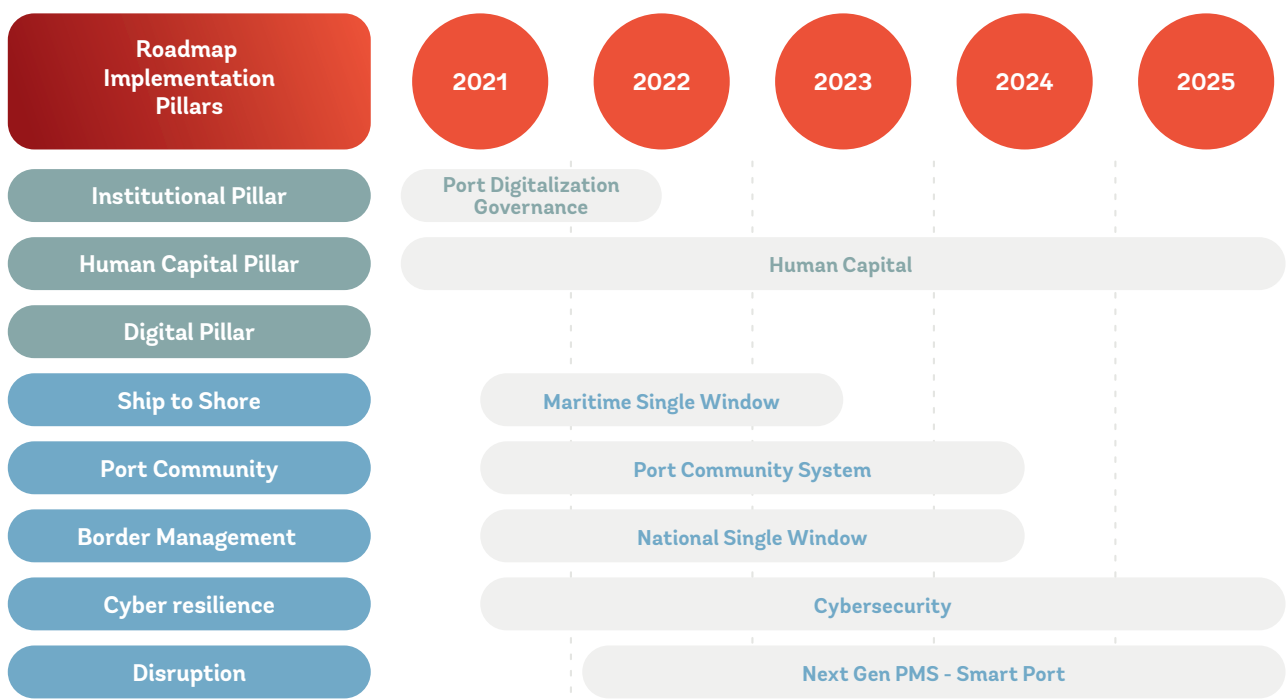 Roadmap
Implementation
Pillars
2021
2022
2023
2024
2025
Institutional Pillar
Port Digitalization
Governance
Human Capital Pillar
Human Capital
Digital Pillar
Ship to Shore
Maritime Single Window
Port Community
Port Community System
Border Management
National Single Window
Cyber resilience
Cybersecurity
Disruption
Next Gen PMS - Smart Port